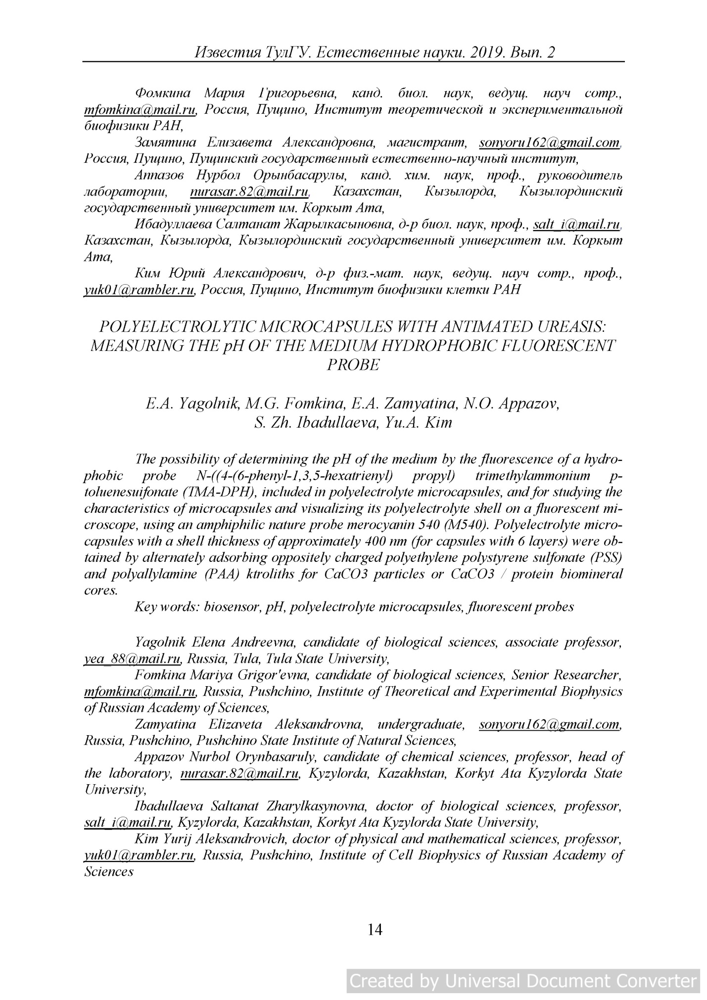 Известия ТулГУ. Естественные науки. 2019. Вып. 2
Фомкина Мария Григорьевна, канд. биол. наук, ведущ. науч сотр.,
mfomkina@mail.ru, Россия, Пущино, Институт теоретической и экспериментальной
биофизики РАН,
Замятина Елизавета Александровна, магистрант, sonyoru162@gmail.com,
Россия, Пущино, Пущинский государственный естественно-научный институт,
Аппазов Нурбол Орынбасарулы, канд. хим. наук, проф., руководитель
лаборатории, nurasar.82@mail.ru, Казахстан, Кызылорда, Кызылординский
государственный университет им. Коркыт Ата,
Ибадуллаева Салтанат Жарылкасыновна, д-р биол. наук, проф., salt_i@mail.ru,
Казахстан, Кызылорда, Кызылординский государственный университет им. Коркыт
Ата,
Ким Юрий Александрович, д-р физ.-мат. наук, ведущ. науч сотр., проф.,
yuk01@rambler.ru, Россия, Пущино, Институт биофизики клетки РАН
POLYELECTROLYTIC MICROCAPSULES WITH ANTIMATED UREASIS:
MEASURING THE pH OF THE MEDIUM HYDROPHOBIC FLUORESCENT
PROBE
E.A. Yagolnik, M.G. Fomkina, E.A. Zamyatina, N.O. Appazov,
S. Zh. Ibadullaeva, Yu.A. Kim
The possibility of determining the pH of the medium by the fluorescence of a hydro-
phobic probe N-((4-(6-phenyl-1,3,5-hexatrienyl) propyl) trimethylammonium p-
toluenesuifonate (TMA-DPH), included in polyelectrolyte microcapsules, and for studying the
characteristics of microcapsules and visualizing its polyelectrolyte shell on a fluorescent mi-
croscope, using an amphiphilic nature probe merocyanin 540 (M540). Polyelectrolyte micro-
capsules with a shell thickness of approximately 400 nm (for capsules with 6 layers) were ob-
tained by alternately adsorbing oppositely charged polyethylene polystyrene sulfonate (PSS)
and polyallylamine (PAA) ktroliths for CaCO3 particles or CaCO3 / protein biomineral
cores.
Key words: biosensor, pH, polyelectrolyte microcapsules, fluorescent probes
Yagolnik Elena Andreevna, candidate of biological sciences, associate professor,
yea_88@mail.ru, Russia, Tula, Tula State University,
Fomkina Mariya Grigor'evna, candidate of biological sciences, Senior Researcher,
mfomkina@mail.ru, Russia, Pushchino, Institute of Theoretical and Experimental Biophysics
of Russian Academy of Sciences,
Zamyatina Elizaveta Aleksandrovna, undergraduate, sonyoru162@gmail.com,
Russia, Pushchino, Pushchino State Institute of Natural Sciences,
Appazov Nurbol Orynbasaruly, candidate of chemical sciences, professor, head of
the laboratory, nurasar.82@mail.ru, Kyzylorda, Kazakhstan, Korkyt Ata Kyzylorda State
University,
Ibadullaeva Saltanat Zharylkasynovna, doctor of biological sciences, professor,
salt_i@mail.ru, Kyzylorda, Kazakhstan, Korkyt Ata Kyzylorda State University,
Kim Yurij Aleksandrovich, doctor of physical and mathematical sciences, professor,
yuk01@rambler.ru, Russia, Pushchino, Institute of Cell Biophysics of Russian Academy of
Sciences
14
Created by Universal Document Converter